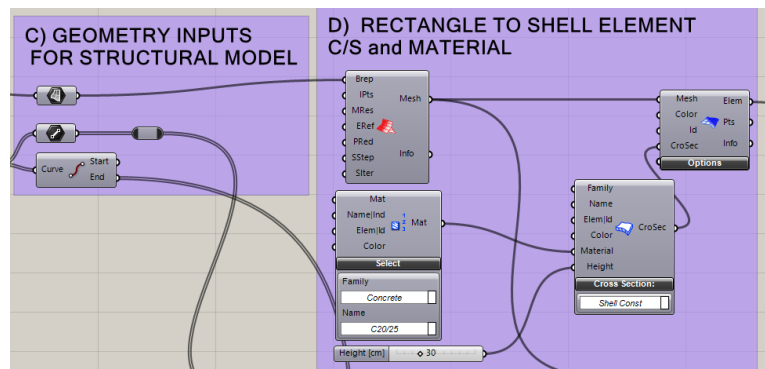 C) GEOMETRY INPUTS
FOR STRUCTURAL MODEL
D) RECTANGLE TO SHELL ELEMENT
C/S and MATERIAL
Curve
Start
End
Brep
IPts
MRes
ERef
PRed
SStep
SIter
Mesh
Info
Mat
Name|Ind
Elem|Id
Color
Mat
Select
Family
Concrete
Name
C20/25
Height [cm]
30
Family
Name
Elem|Id
Color
Material
Height
CroSec
Cross Section:
Shell Const
Mesh
Color
Id
CroSec
Elem
Pts
Info
Options